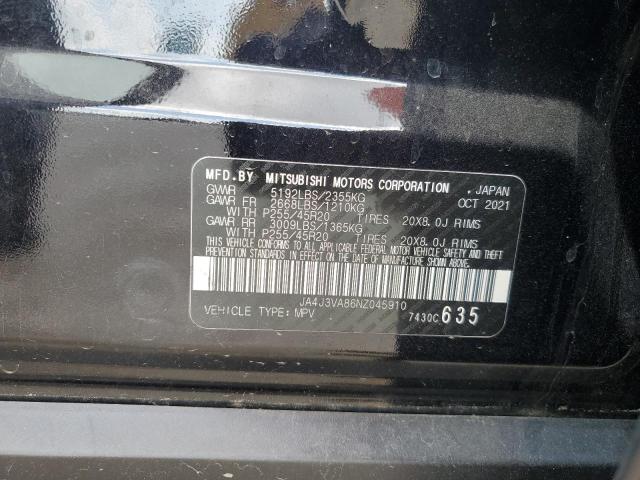 MFD.BY MITSUBISHI MOTORS CORPORATION , JAPAN
GVWR 5192LBS/2355KG OCT 2021
GAWR FR 2668LBS/1210KG
WITH P255/45R20 TIRES 20X8.0J RIMS
GAWR RR 3009LBS/1365KG
WITH P255/45R20 TIRES 20X8.0J RIMS
THIS VEHICLE CONFORMS TO ALL APPLICABLE FEDERAL MOTOR VEHICLE SAFETY, BUMPER AND THEFT
PREVENTION STANDARDS IN EFFECT ON THE DATE OF MANUFACTURE SHOWN ABOVE.
JA4J3VA86NZ045910
VEHICLE TYPE: MPV 7430C 635